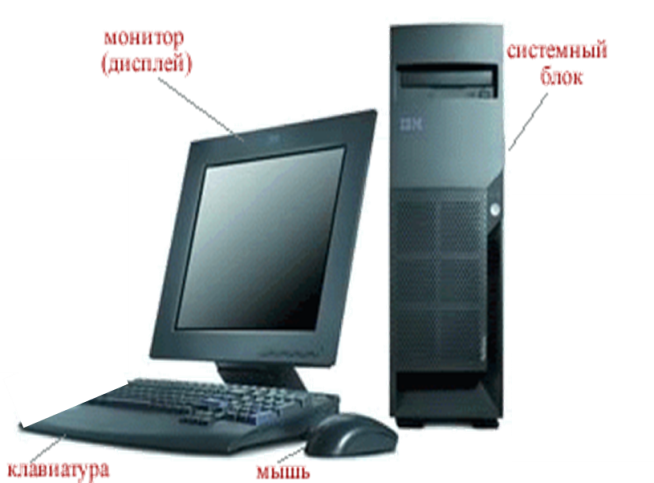 монитор
(дисплей)
системный
блок
IBM
клавиатура
мышь